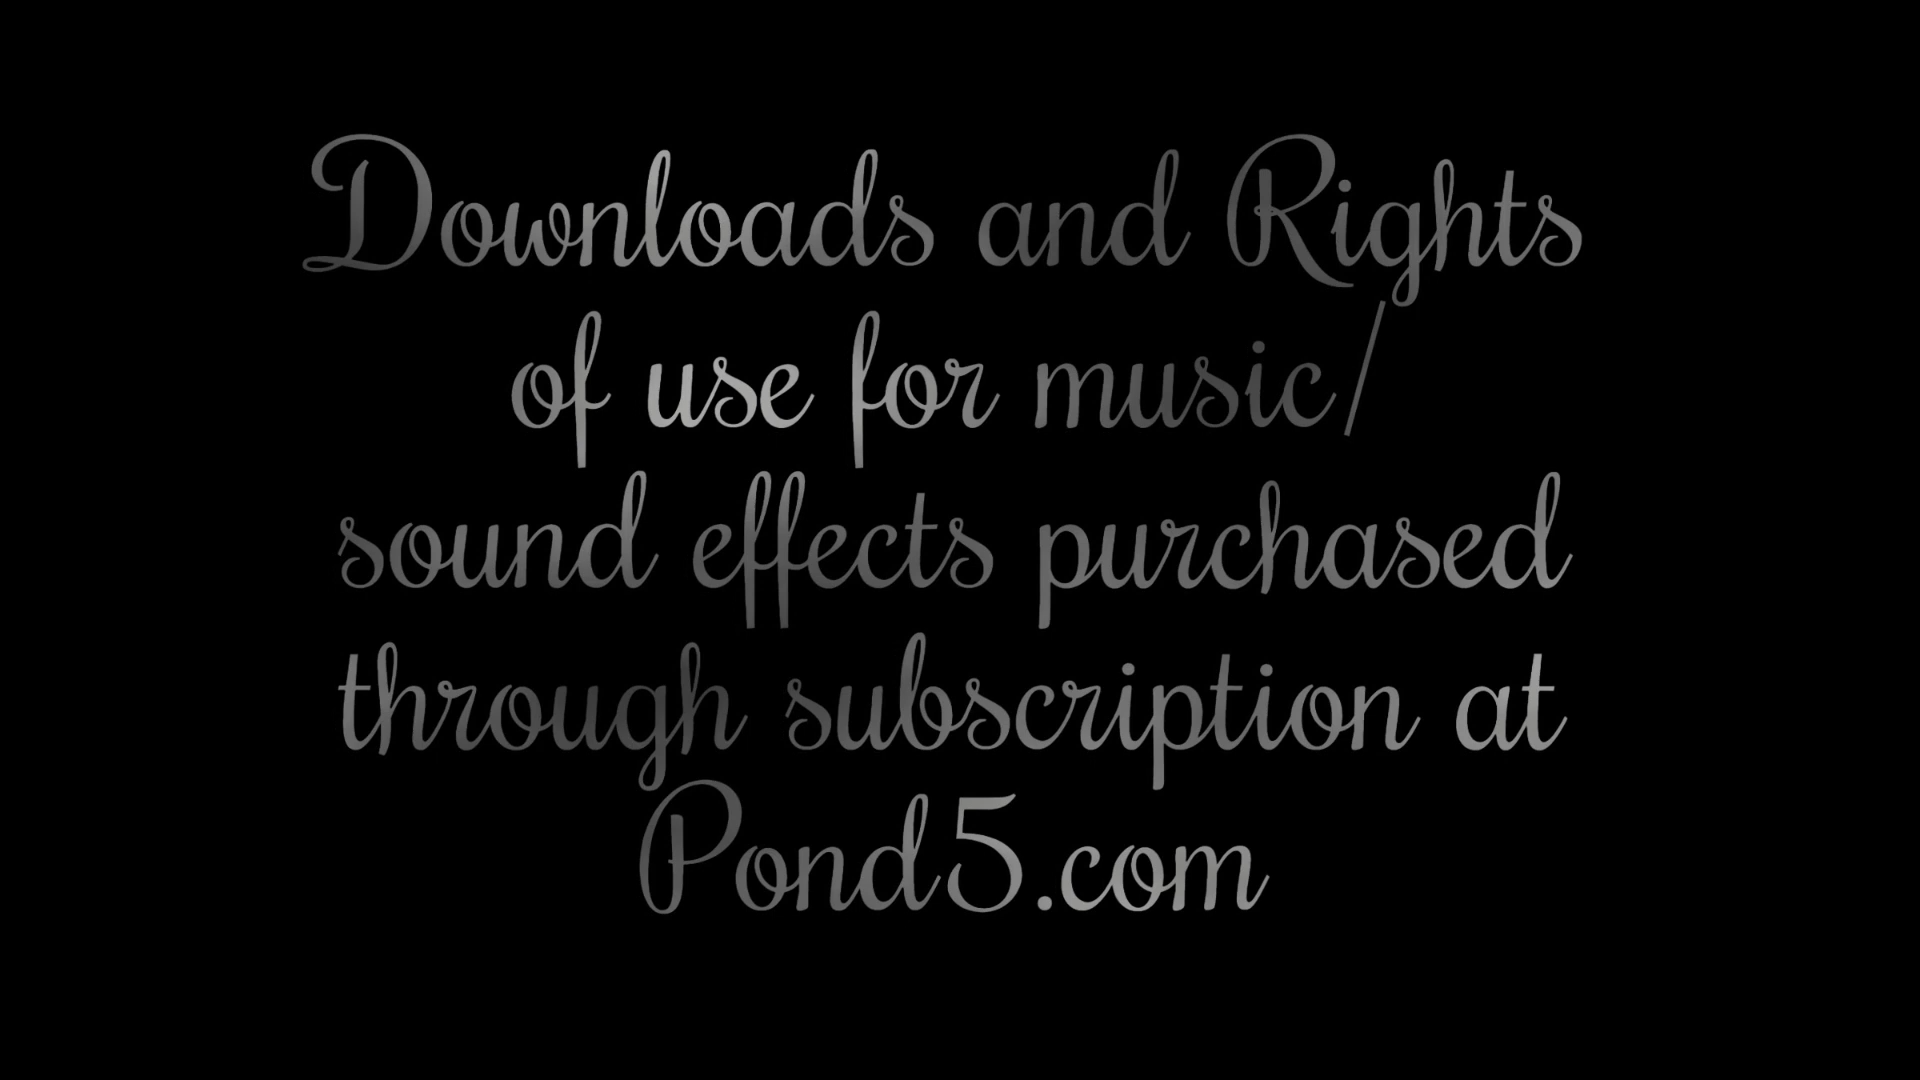 Downloads and Rights
of use for music/
sound effects purchased
through subscription at
Pond5.com